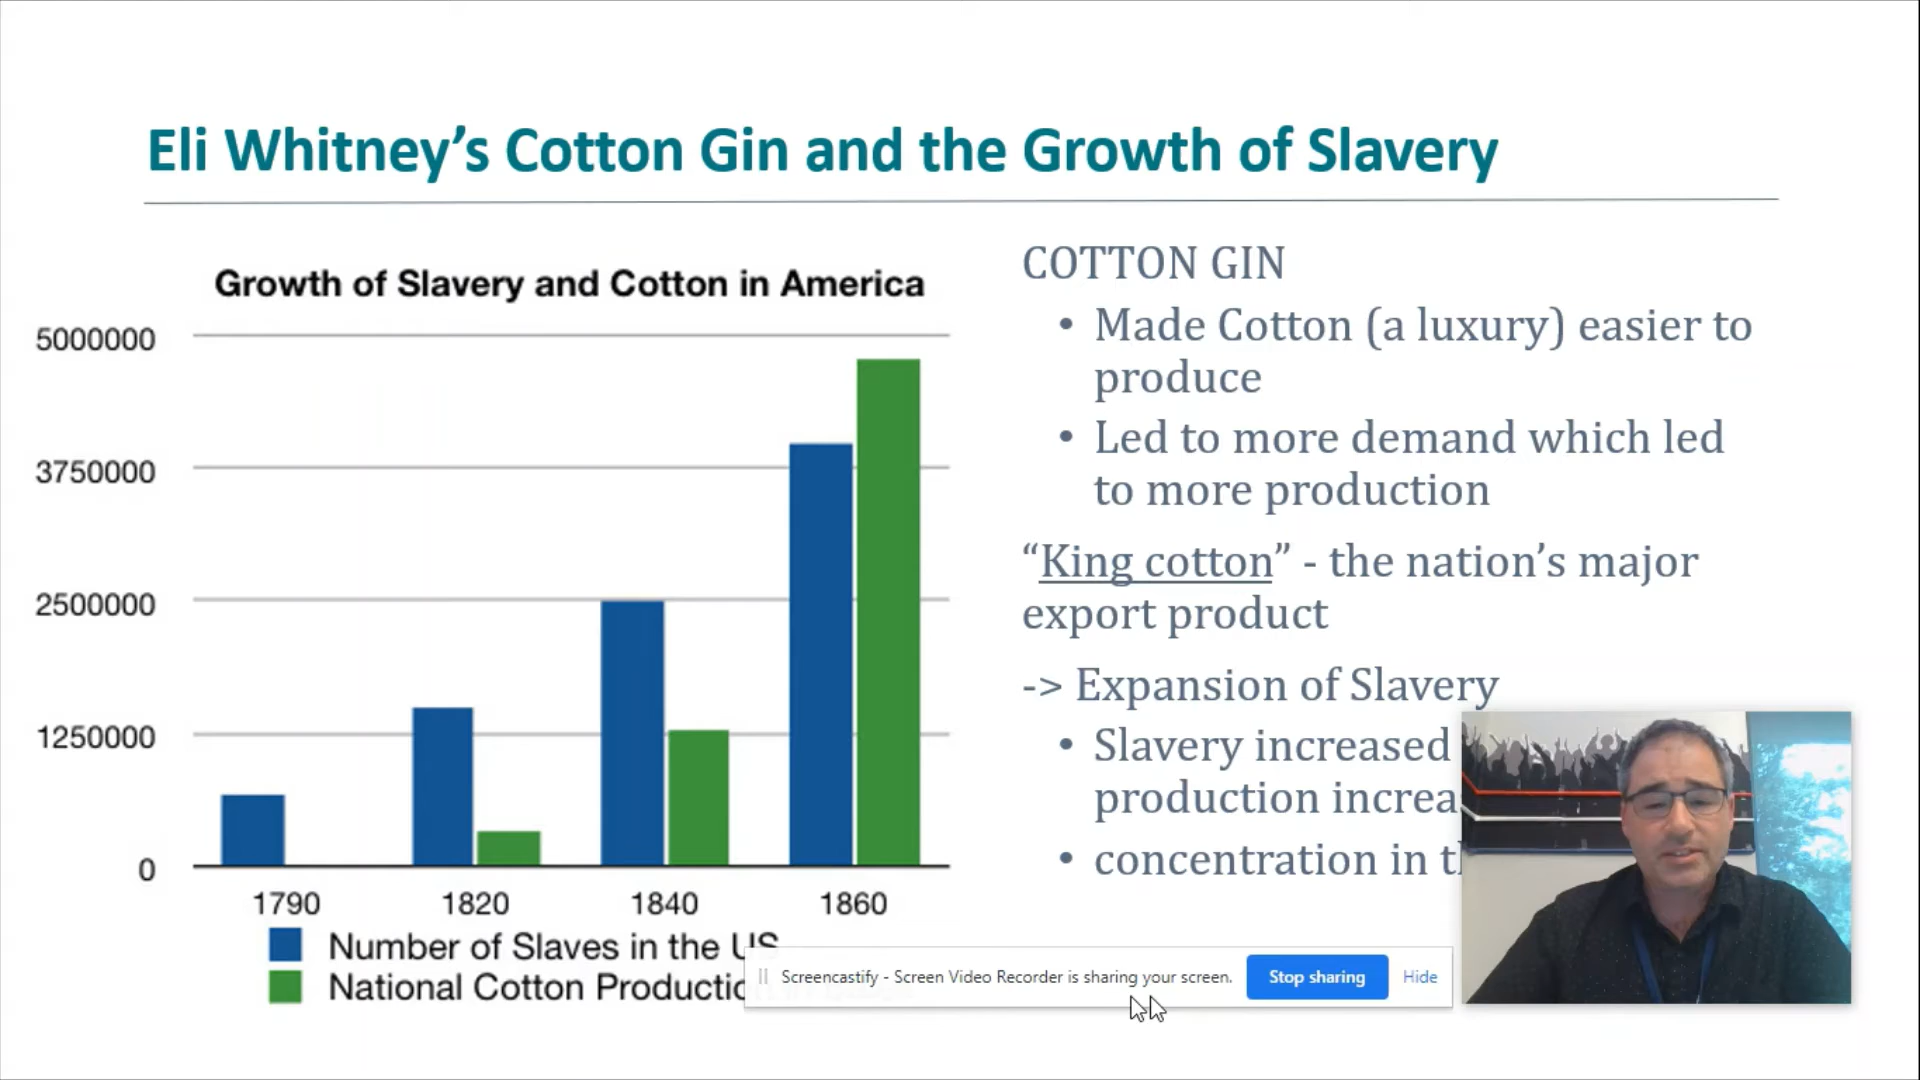 Eli Whitney’s Cotton Gin and the Growth of Slavery
Growth of Slavery and Cotton in America
5000000
3750000
2500000
1250000
0
1790 1820 1840 1860
Number of Slaves in the US
National Cotton Productio
COTTON GIN
• Made Cotton (a luxury) easier to
produce
• Led to more demand which led
to more production
“King cotton” - the nation’s major
export product
-> Expansion of Slavery
• Slavery increased
production increa
• concentration in t
Screencastify - Screen Video Recorder is sharing your screen.
Stop sharing
Hide